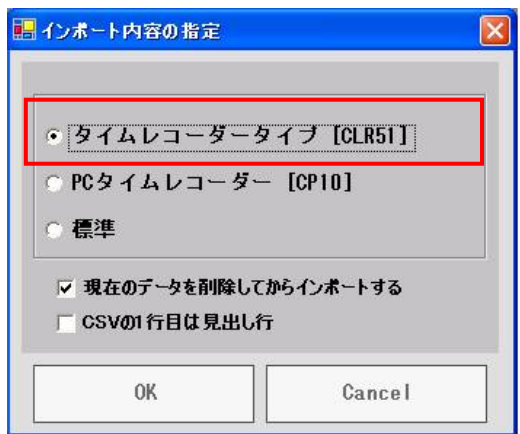 インポート内容の指定
タイムレコーダータイプ [CLR51]
PCタイムレコーダー [CP10]
標準
現在のデータを削除してからインポートする
CSVの1行目は見出し行
OK
Cancel